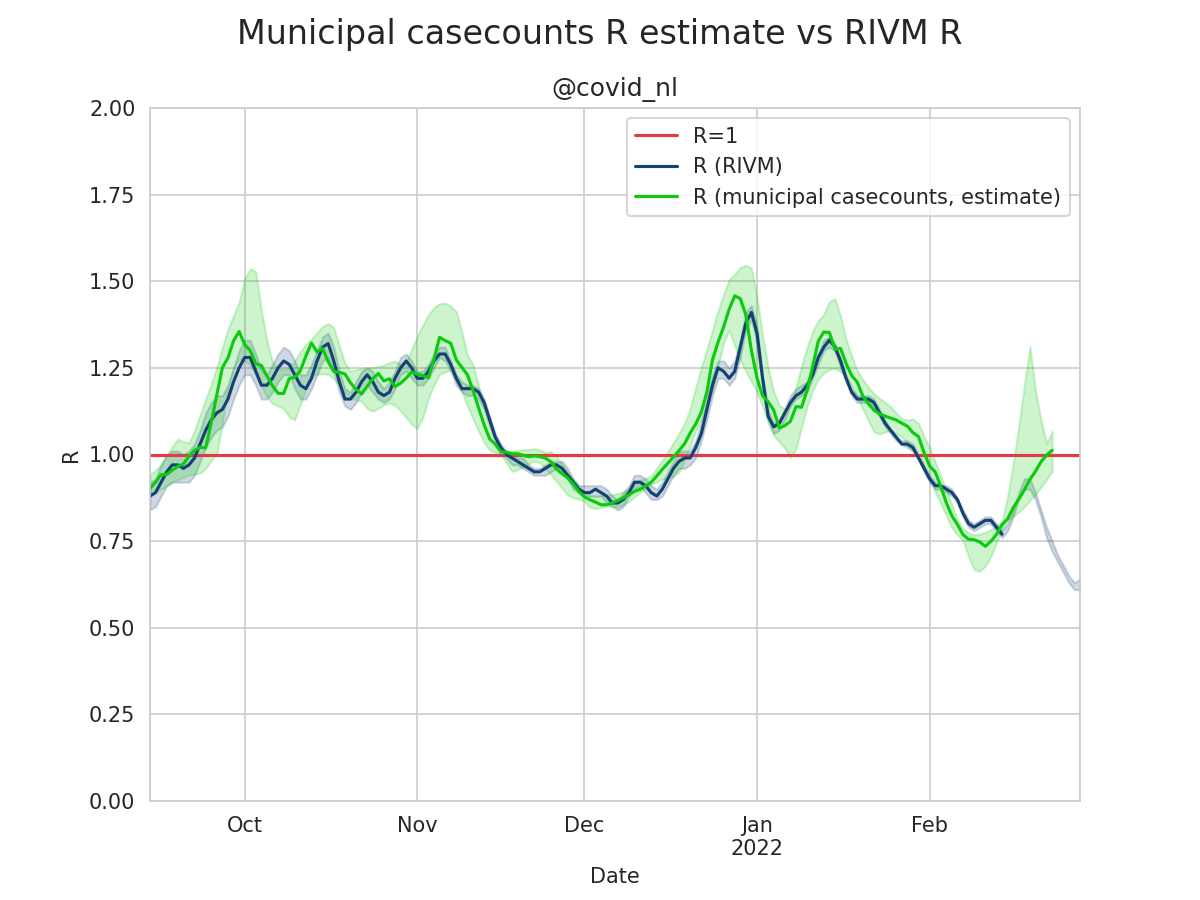 Municipal casecounts R estimate vs RIVM R
@covid_nl
R=1
R (RIVM)
R (municipal casecounts, estimate)
2.00
1.75
1.50
1.25
1.00
0.75
0.50
0.25
0.00
R
Oct
Nov
Dec
Jan
2022
Feb
Date